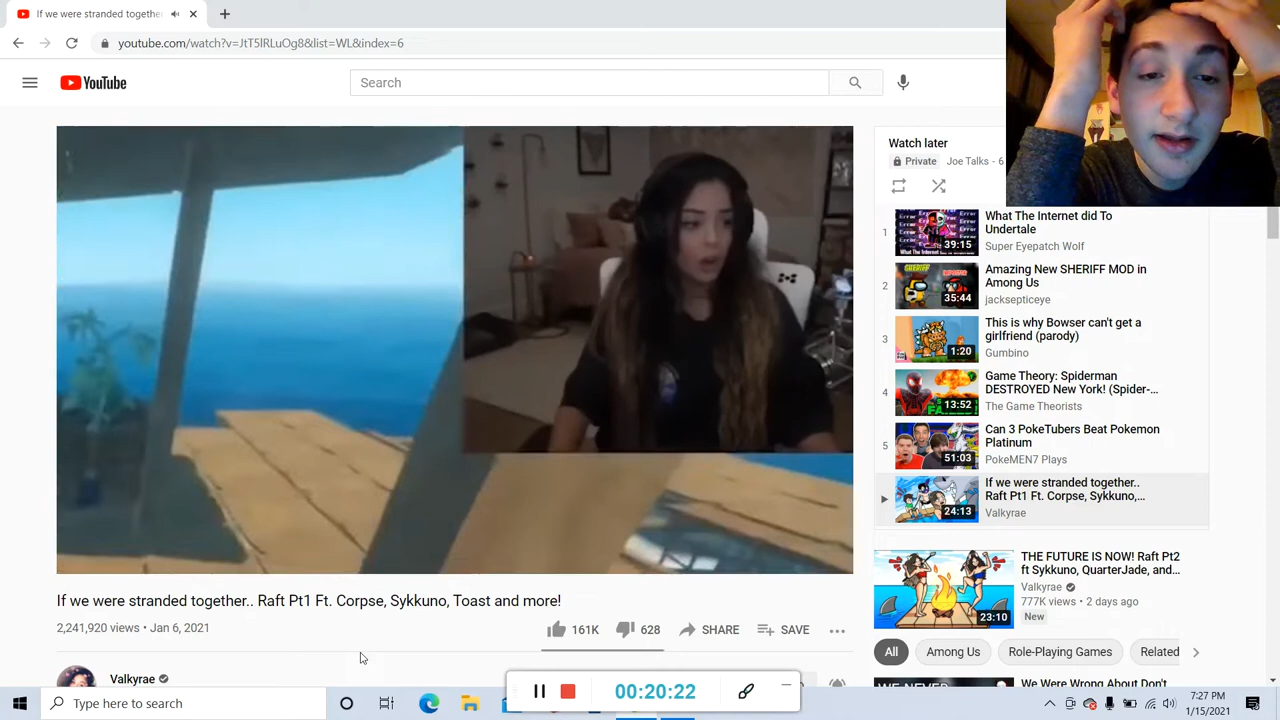 If we were stranded together
youtube.com/watch?v=JtT5lRLuOg8&list=WL&index=6
YouTube
Search
Watch later
Private Joe Talks - 6
1
What The Internet did To
Undertale
Super Eyepatch Wolf
39:15
2
Amazing New SHERIFF MOD in
Among Us
jacksepticeye
SHERIFF
35:44
3
This is why Bowser can't get a
girlfriend (parody)
Gumbino
1:20
4
Game Theory: Spiderman
DESTROYED New York! (Spider-...
The Game Theorists
13:52
5
Can 3 PokeTubers Beat Pokemon
Platinum
PokeMEN7 Plays
51:03
If we were stranded together..
Raft Pt1 Ft. Corpse, Sykkuno,...
Valkyrae
24:13
If we were stranded together.. Raft Pt1 Ft. Corpse, Sykkuno, Toast and more!
2,241,920 views • Jan 6, 2021
161K 628 SHARE SAVE
Valkyrae
THE FUTURE IS NOW! Raft Pt2
ft Sykkuno, QuarterJade, and...
Valkyrae
777K views • 2 days ago
New
23:10
All Among Us Role-Playing Games Related
We Were Wrong About Don't
WE NEVER
00:20:22
Type here to search
7:27 PM
1/15/2021